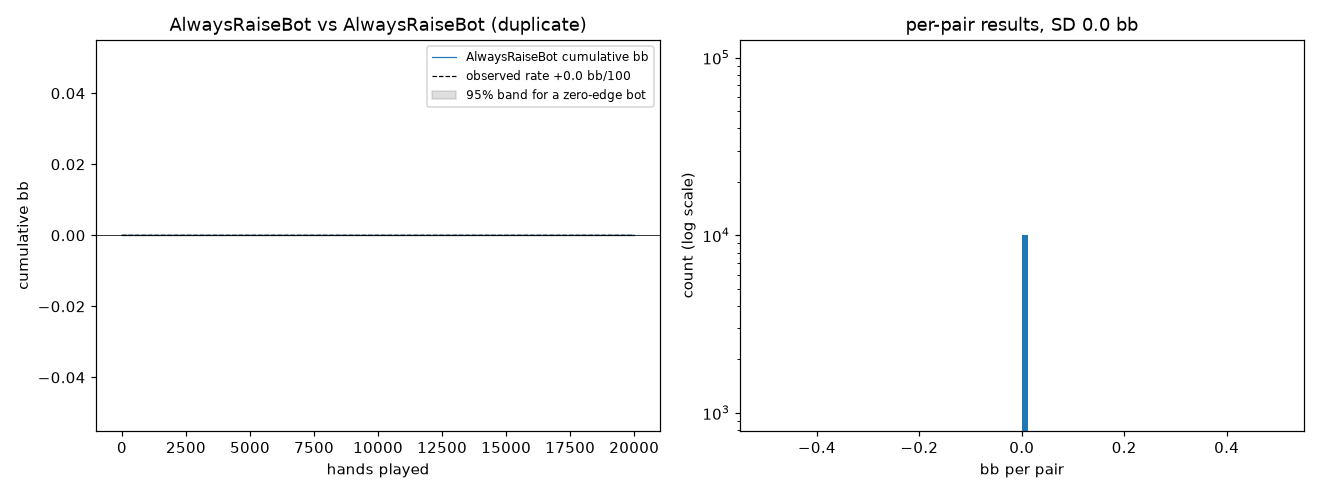 AlwaysRaiseBot vs AlwaysRaiseBot (duplicate)
AlwaysRaiseBot cumulative bb
observed rate +0.0 bb/100
95% band for a zero-edge bot
0.04
0.02
0.00
−0.02
−0.04
cumulative bb
0 2500 5000 7500 10000 12500 15000 17500 20000
hands played
per-pair results, SD 0.0 bb
10⁵
10⁴
10³
count (log scale)
−0.4 −0.2 0.0 0.2 0.4
bb per pair